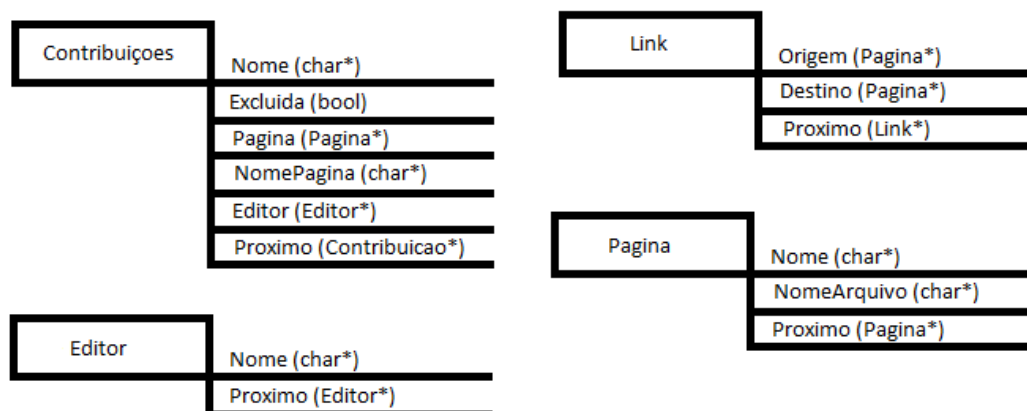 Contribuiçoes
Nome (char*)
Excluida (bool)
Pagina (Pagina*)
NomePagina (char*)
Editor (Editor*)
Proximo (Contribuicao*)
Editor
Nome (char*)
Proximo (Editor*)
Link
Origem (Pagina*)
Destino (Pagina*)
Proximo (Link*)
Pagina
Nome (char*)
NomeArquivo (char*)
Proximo (Pagina*)